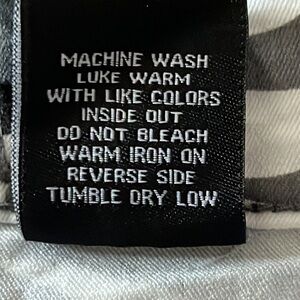 MACHINE WASH
LUKE WARM
WITH LIKE COLORS
INSIDE OUT
DO NOT BLEACH
WARM IRON ON
REVERSE SIDE
TUMBLE DRY LOW